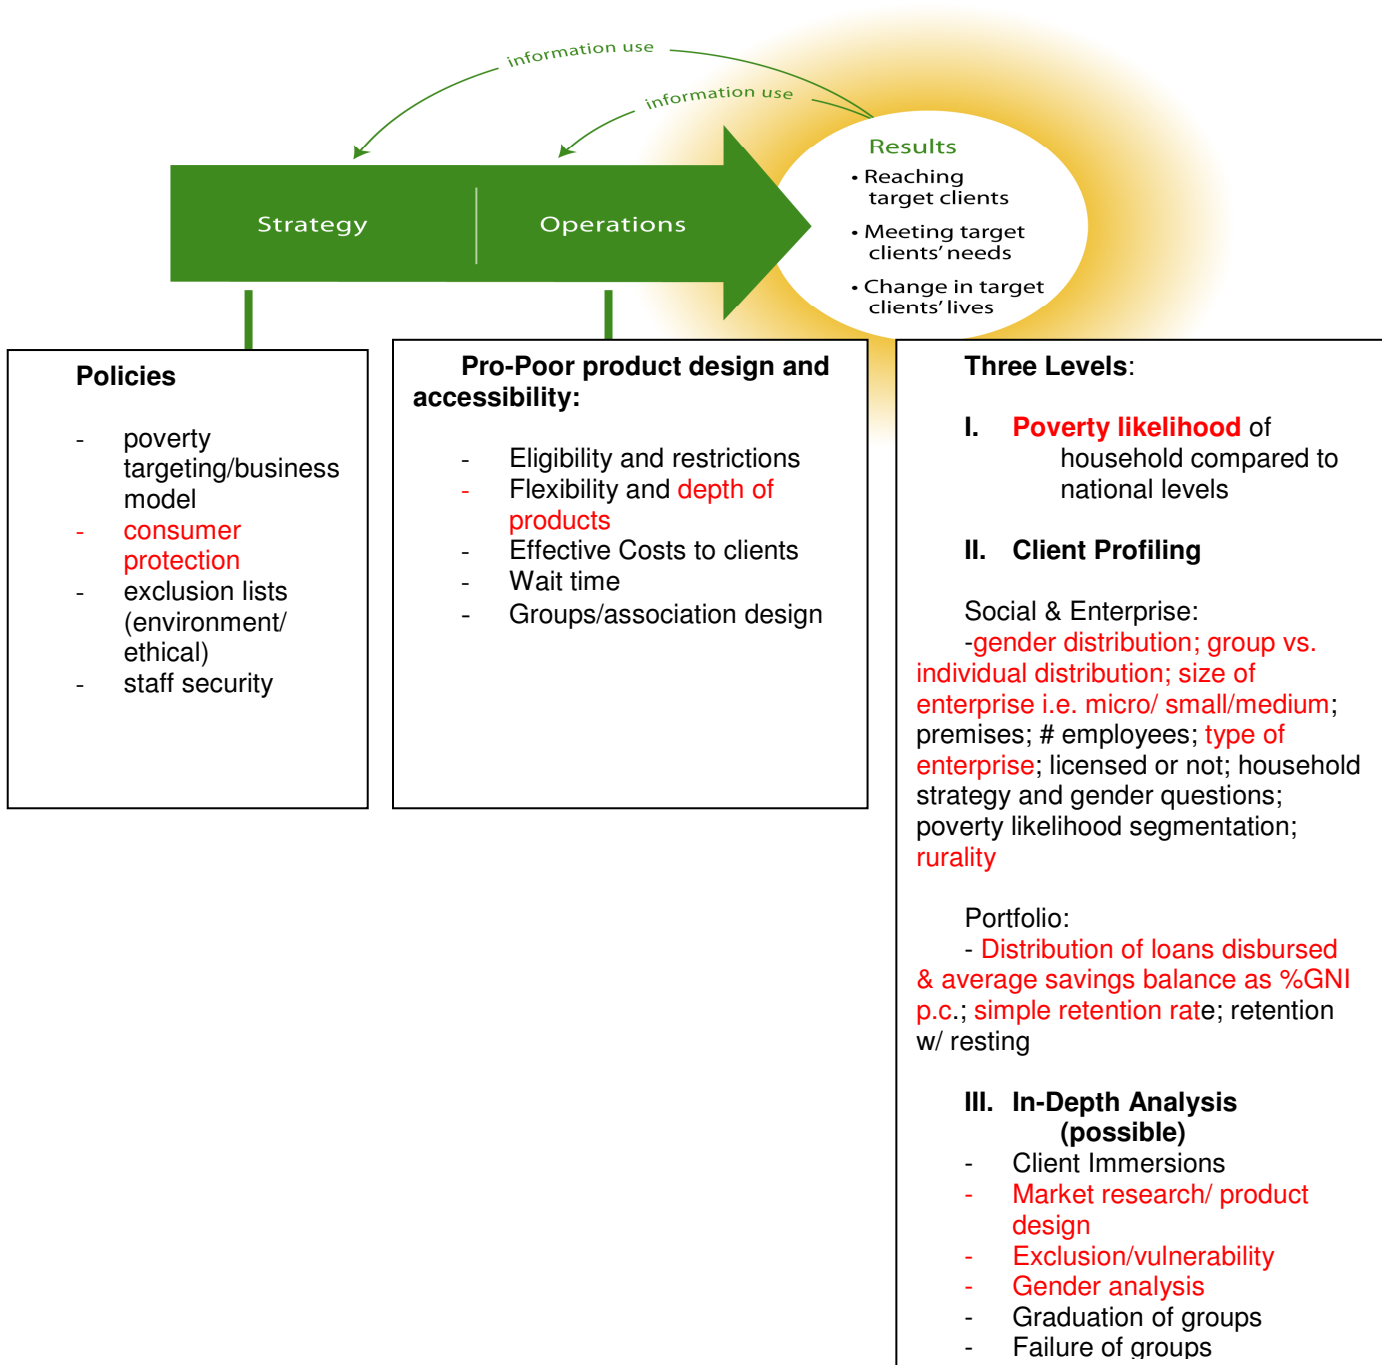 information use
information use
Strategy
Operations
Results
• Reaching
target clients
• Meeting target
clients' needs
• Change in target
clients' lives
Policies
- poverty
targeting/business
model
- consumer
protection
- exclusion lists
(environment/
ethical)
- staff security
Pro-Poor product design and
accessibility:
- Eligibility and restrictions
- Flexibility and depth of
products
- Effective Costs to clients
- Wait time
- Groups/association design
Three Levels:
I. Poverty likelihood of
household compared to
national levels
II. Client Profiling
Social & Enterprise:
-gender distribution; group vs.
individual distribution; size of
enterprise i.e. micro/ small/medium;
premises; # employees; type of
enterprise; licensed or not; household
strategy and gender questions;
poverty likelihood segmentation;
rurality
Portfolio:
- Distribution of loans disbursed
& average savings balance as %GNI
p.c.; simple retention rate; retention
w/ resting
III. In-Depth Analysis
(possible)
- Client Immersions
- Market research/ product
design
- Exclusion/vulnerability
- Gender analysis
- Graduation of groups
- Failure of groups